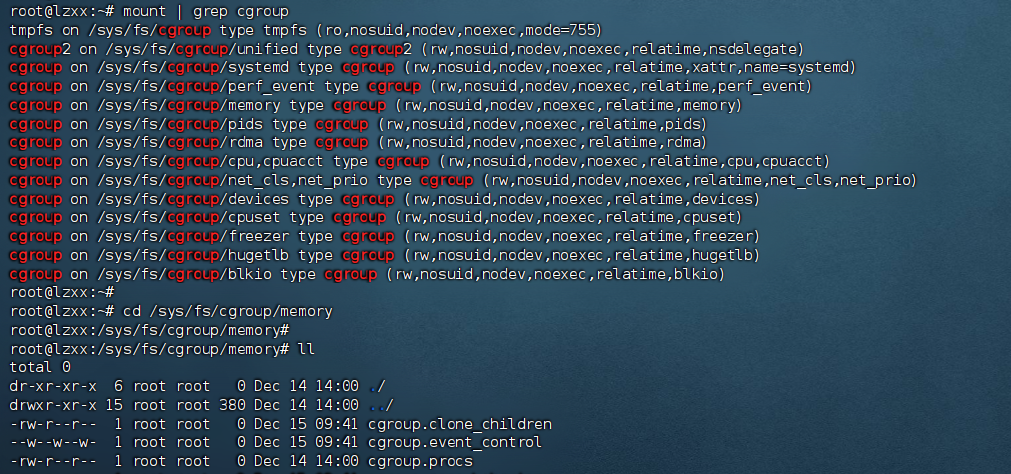 root@lzxx:~# mount | grep cgroup
tmpfs on /sys/fs/cgroup type tmpfs (ro,nosuid,nodev,noexec,mode=755)
cgroup2 on /sys/fs/cgroup/unified type cgroup2 (rw,nosuid,nodev,noexec,relatime,nsdelegate)
cgroup on /sys/fs/cgroup/systemd type cgroup (rw,nosuid,nodev,noexec,relatime,xattr,name=systemd)
cgroup on /sys/fs/cgroup/perf_event type cgroup (rw,nosuid,nodev,noexec,relatime,perf_event)
cgroup on /sys/fs/cgroup/memory type cgroup (rw,nosuid,nodev,noexec,relatime,memory)
cgroup on /sys/fs/cgroup/pids type cgroup (rw,nosuid,nodev,noexec,relatime,pids)
cgroup on /sys/fs/cgroup/rdma type cgroup (rw,nosuid,nodev,noexec,relatime,rdma)
cgroup on /sys/fs/cgroup/cpu,cpuacct type cgroup (rw,nosuid,nodev,noexec,relatime,cpu,cpuacct)
cgroup on /sys/fs/cgroup/net_cls,net_prio type cgroup (rw,nosuid,nodev,noexec,relatime,net_cls,net_prio)
cgroup on /sys/fs/cgroup/devices type cgroup (rw,nosuid,nodev,noexec,relatime,devices)
cgroup on /sys/fs/cgroup/cpuset type cgroup (rw,nosuid,nodev,noexec,relatime,cpuset)
cgroup on /sys/fs/cgroup/freezer type cgroup (rw,nosuid,nodev,noexec,relatime,freezer)
cgroup on /sys/fs/cgroup/hugetlb type cgroup (rw,nosuid,nodev,noexec,relatime,hugetlb)
cgroup on /sys/fs/cgroup/blkio type cgroup (rw,nosuid,nodev,noexec,relatime,blkio)
root@lzxx:~#
root@lzxx:~# cd /sys/fs/cgroup/memory
root@lzxx:/sys/fs/cgroup/memory#
root@lzxx:/sys/fs/cgroup/memory# ll
total 0
dr-xr-xr-x  6 root root   0 Dec 14 14:00 ./
drwxr-xr-x 15 root root 380 Dec 14 14:00 ../
-rw-r--r--  1 root root   0 Dec 15 09:41 cgroup.clone_children
--w--w--w-  1 root root   0 Dec 15 09:41 cgroup.event_control
-rw-r--r--  1 root root   0 Dec 14 14:00 cgroup.procs